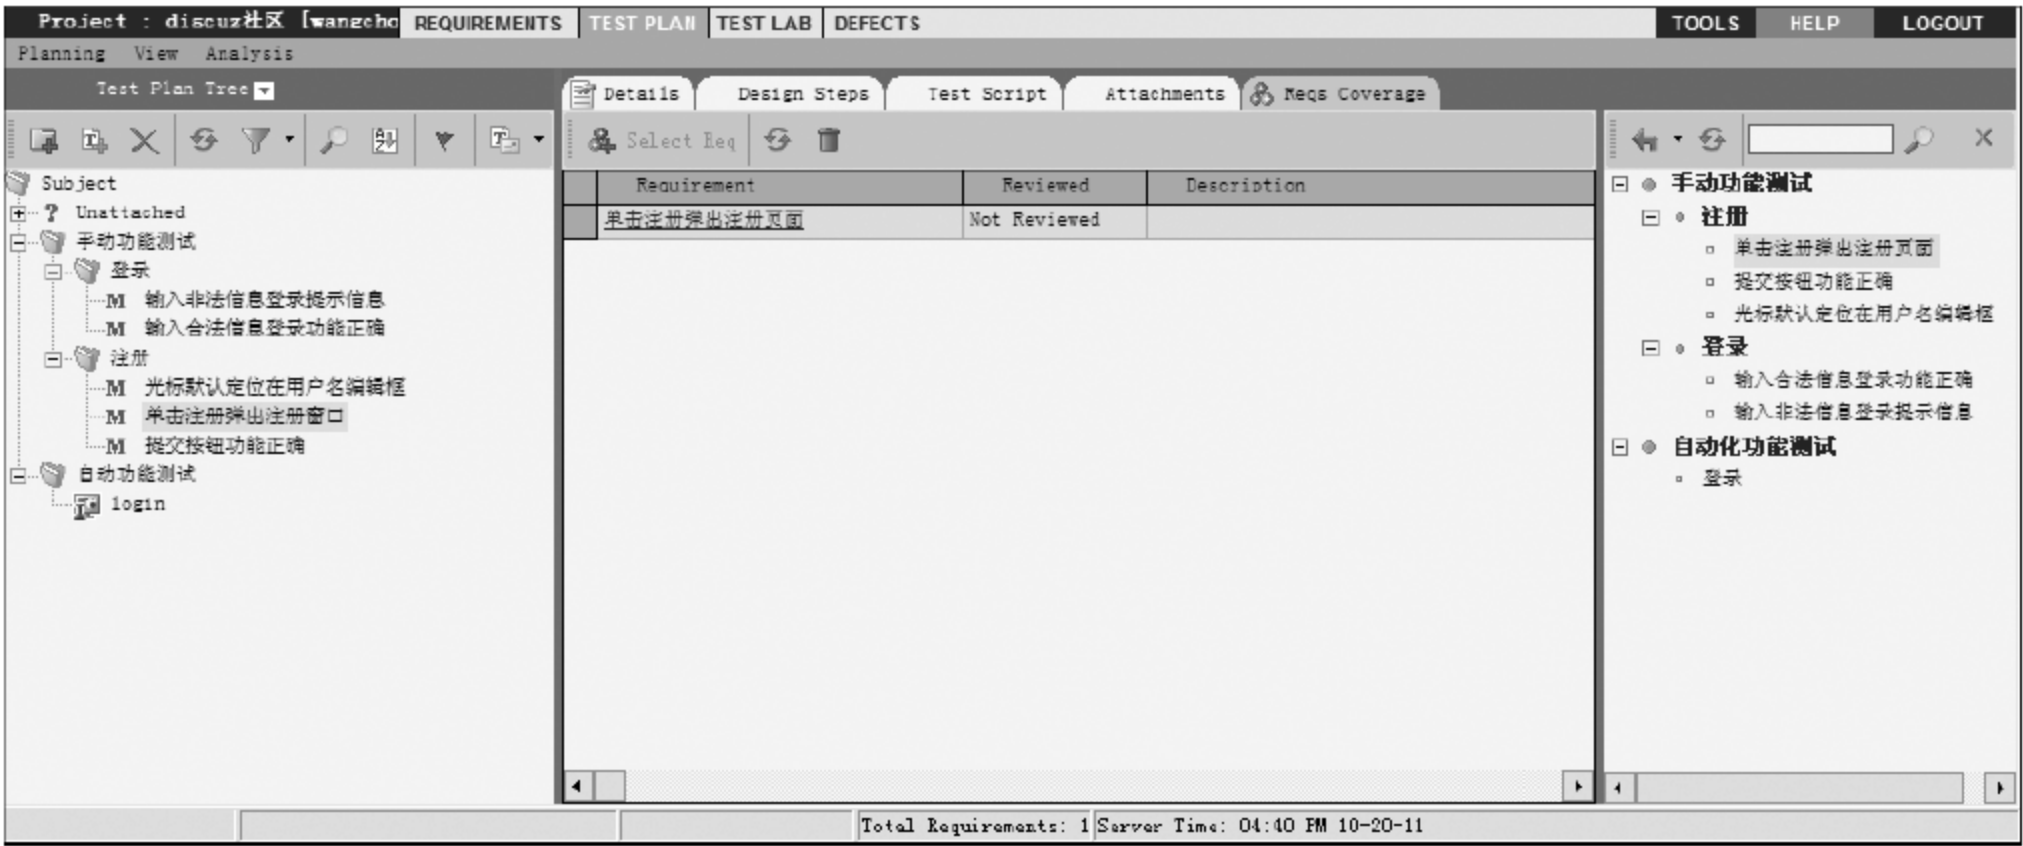 Project : discuz社区 [wangcho
REQUIREMENTS
TEST PLAN
TEST LAB
DEFECTS
TOOLS
HELP
LOGOUT
Planning View Analysis
Test Plan Tree
Details
Design Steps
Test Script
Attachments
Reqs Coverage
Select Req
Subject
Unattached
手动功能测试
登录
M 输入非法信息登录提示信息
M 输入合法信息登录功能正确
注册
M 光标默认定位在用户名编辑框
M 单击注册弹出注册窗口
M 提交按钮功能正确
自动功能测试
login
Requirement Reviewed Description
单击注册弹出注册页面 Not Reviewed
手动功能测试
注册
单击注册弹出注册页面
提交按钮功能正确
光标默认定位在用户名编辑框
登录
输入合法信息登录功能正确
输入非法信息登录提示信息
自动化功能测试
登录
Total Requirements: 1
Server Time: 04:40 PM 10-20-11